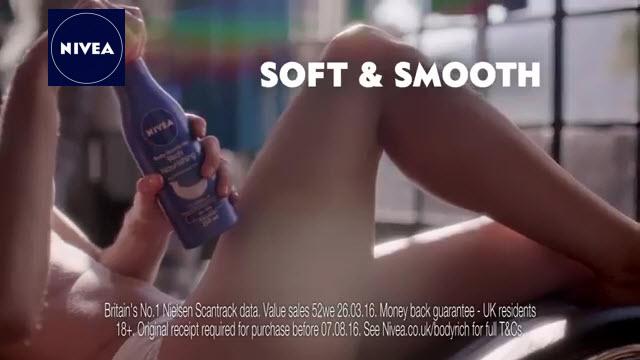 NIVEA
SOFT & SMOOTH
NIVEA
Rich
Nourishing
Britain's No.1 Nielsen Scantrack data. Value sales 52we 26.03.16. Money back guarantee - UK residents
18+. Original receipt required for purchase before 07.08.16. See Nivea.co.uk/bodyrich for full T&Cs.